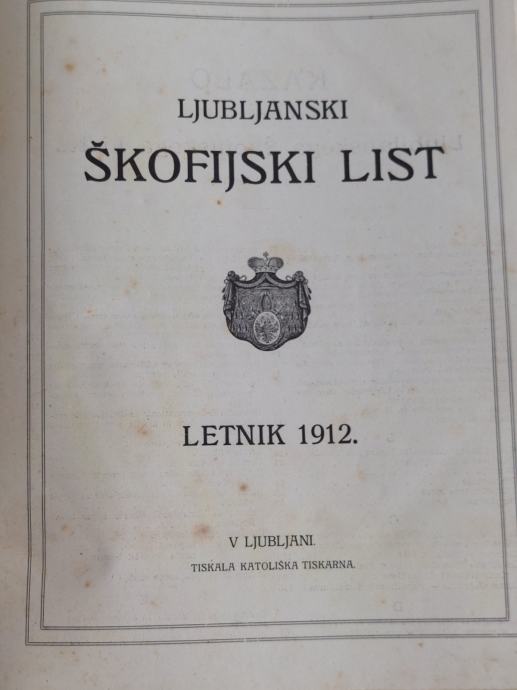 LJUBLJANSKI
ŠKOFIJSKI LIST
LETNIK 1912.
V LJUBLJANI.
TISKALA KATOLIŠKA TISKARNA.